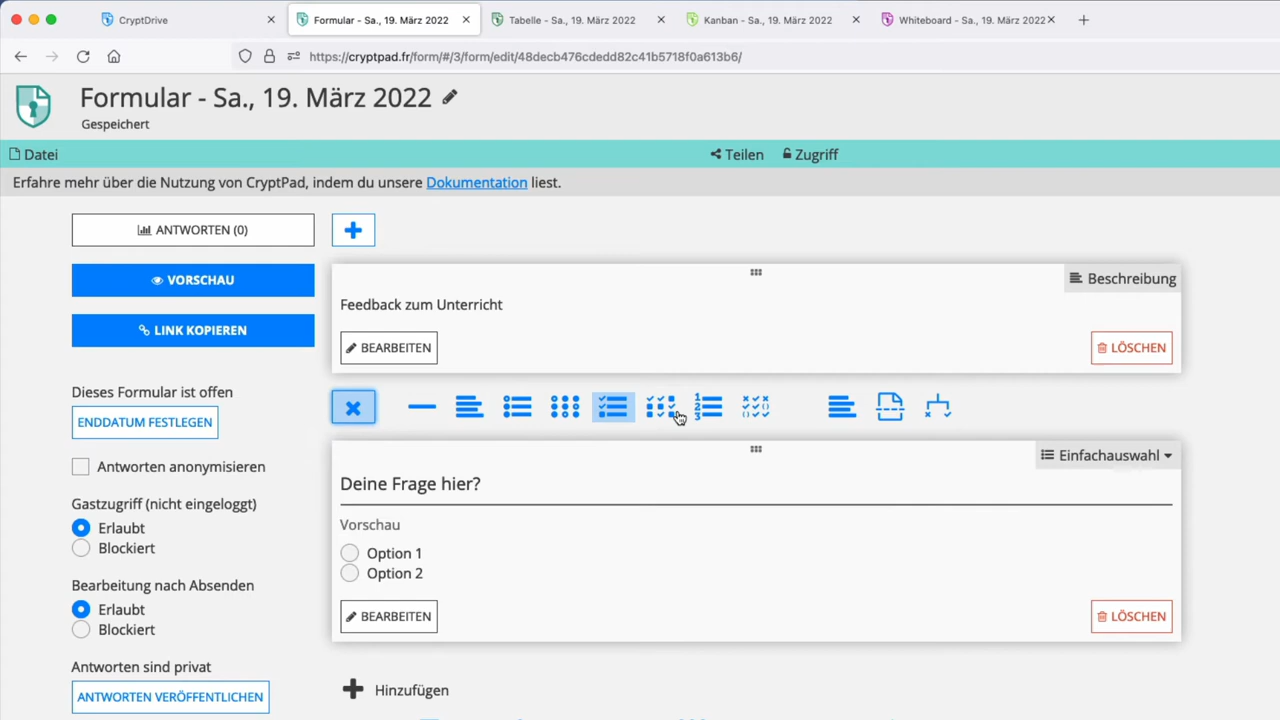 CryptDrive
Formular - Sa., 19. März 2022
Tabelle - Sa., 19. März 2022
Kanban - Sa., 19. März 2022
Whiteboard - Sa., 19. März 2022
https://cryptpad.fr/form/#/3/form/edit/48decb476cdedd82c41b5718f0a613b6/
Formular - Sa., 19. März 2022
Gespeichert
Datei
Teilen
Zugriff
Erfahre mehr über die Nutzung von CryptPad, indem du unsere Dokumentation liest.
ANTWORTEN (0)
VORSCHAU
LINK KOPIEREN
Dieses Formular ist offen
ENDDATUM FESTLEGEN
Antworten anonymisieren
Gastzugriff (nicht eingeloggt)
Erlaubt
Blockiert
Bearbeitung nach Absenden
Erlaubt
Blockiert
Antworten sind privat
ANTWORTEN VERÖFFENTLICHEN
Beschreibung
Feedback zum Unterricht
BEARBEITEN
LÖSCHEN
Einfachauswahl
Deine Frage hier?
Vorschau
Option 1
Option 2
BEARBEITEN
LÖSCHEN
Hinzufügen